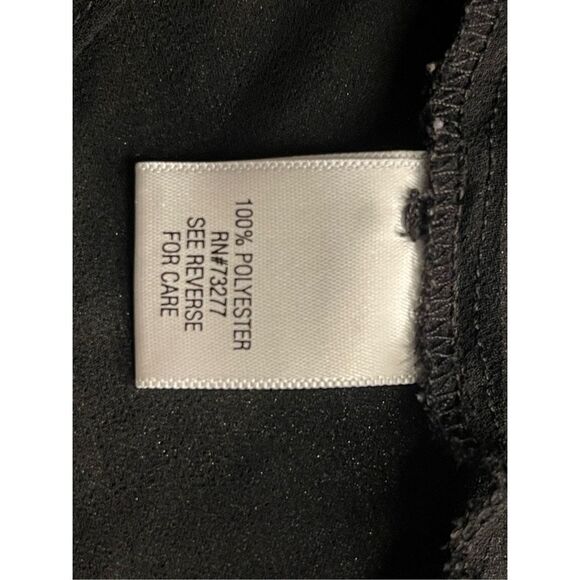 100% POLYESTER
RN#73277
SEE REVERSE
FOR CARE